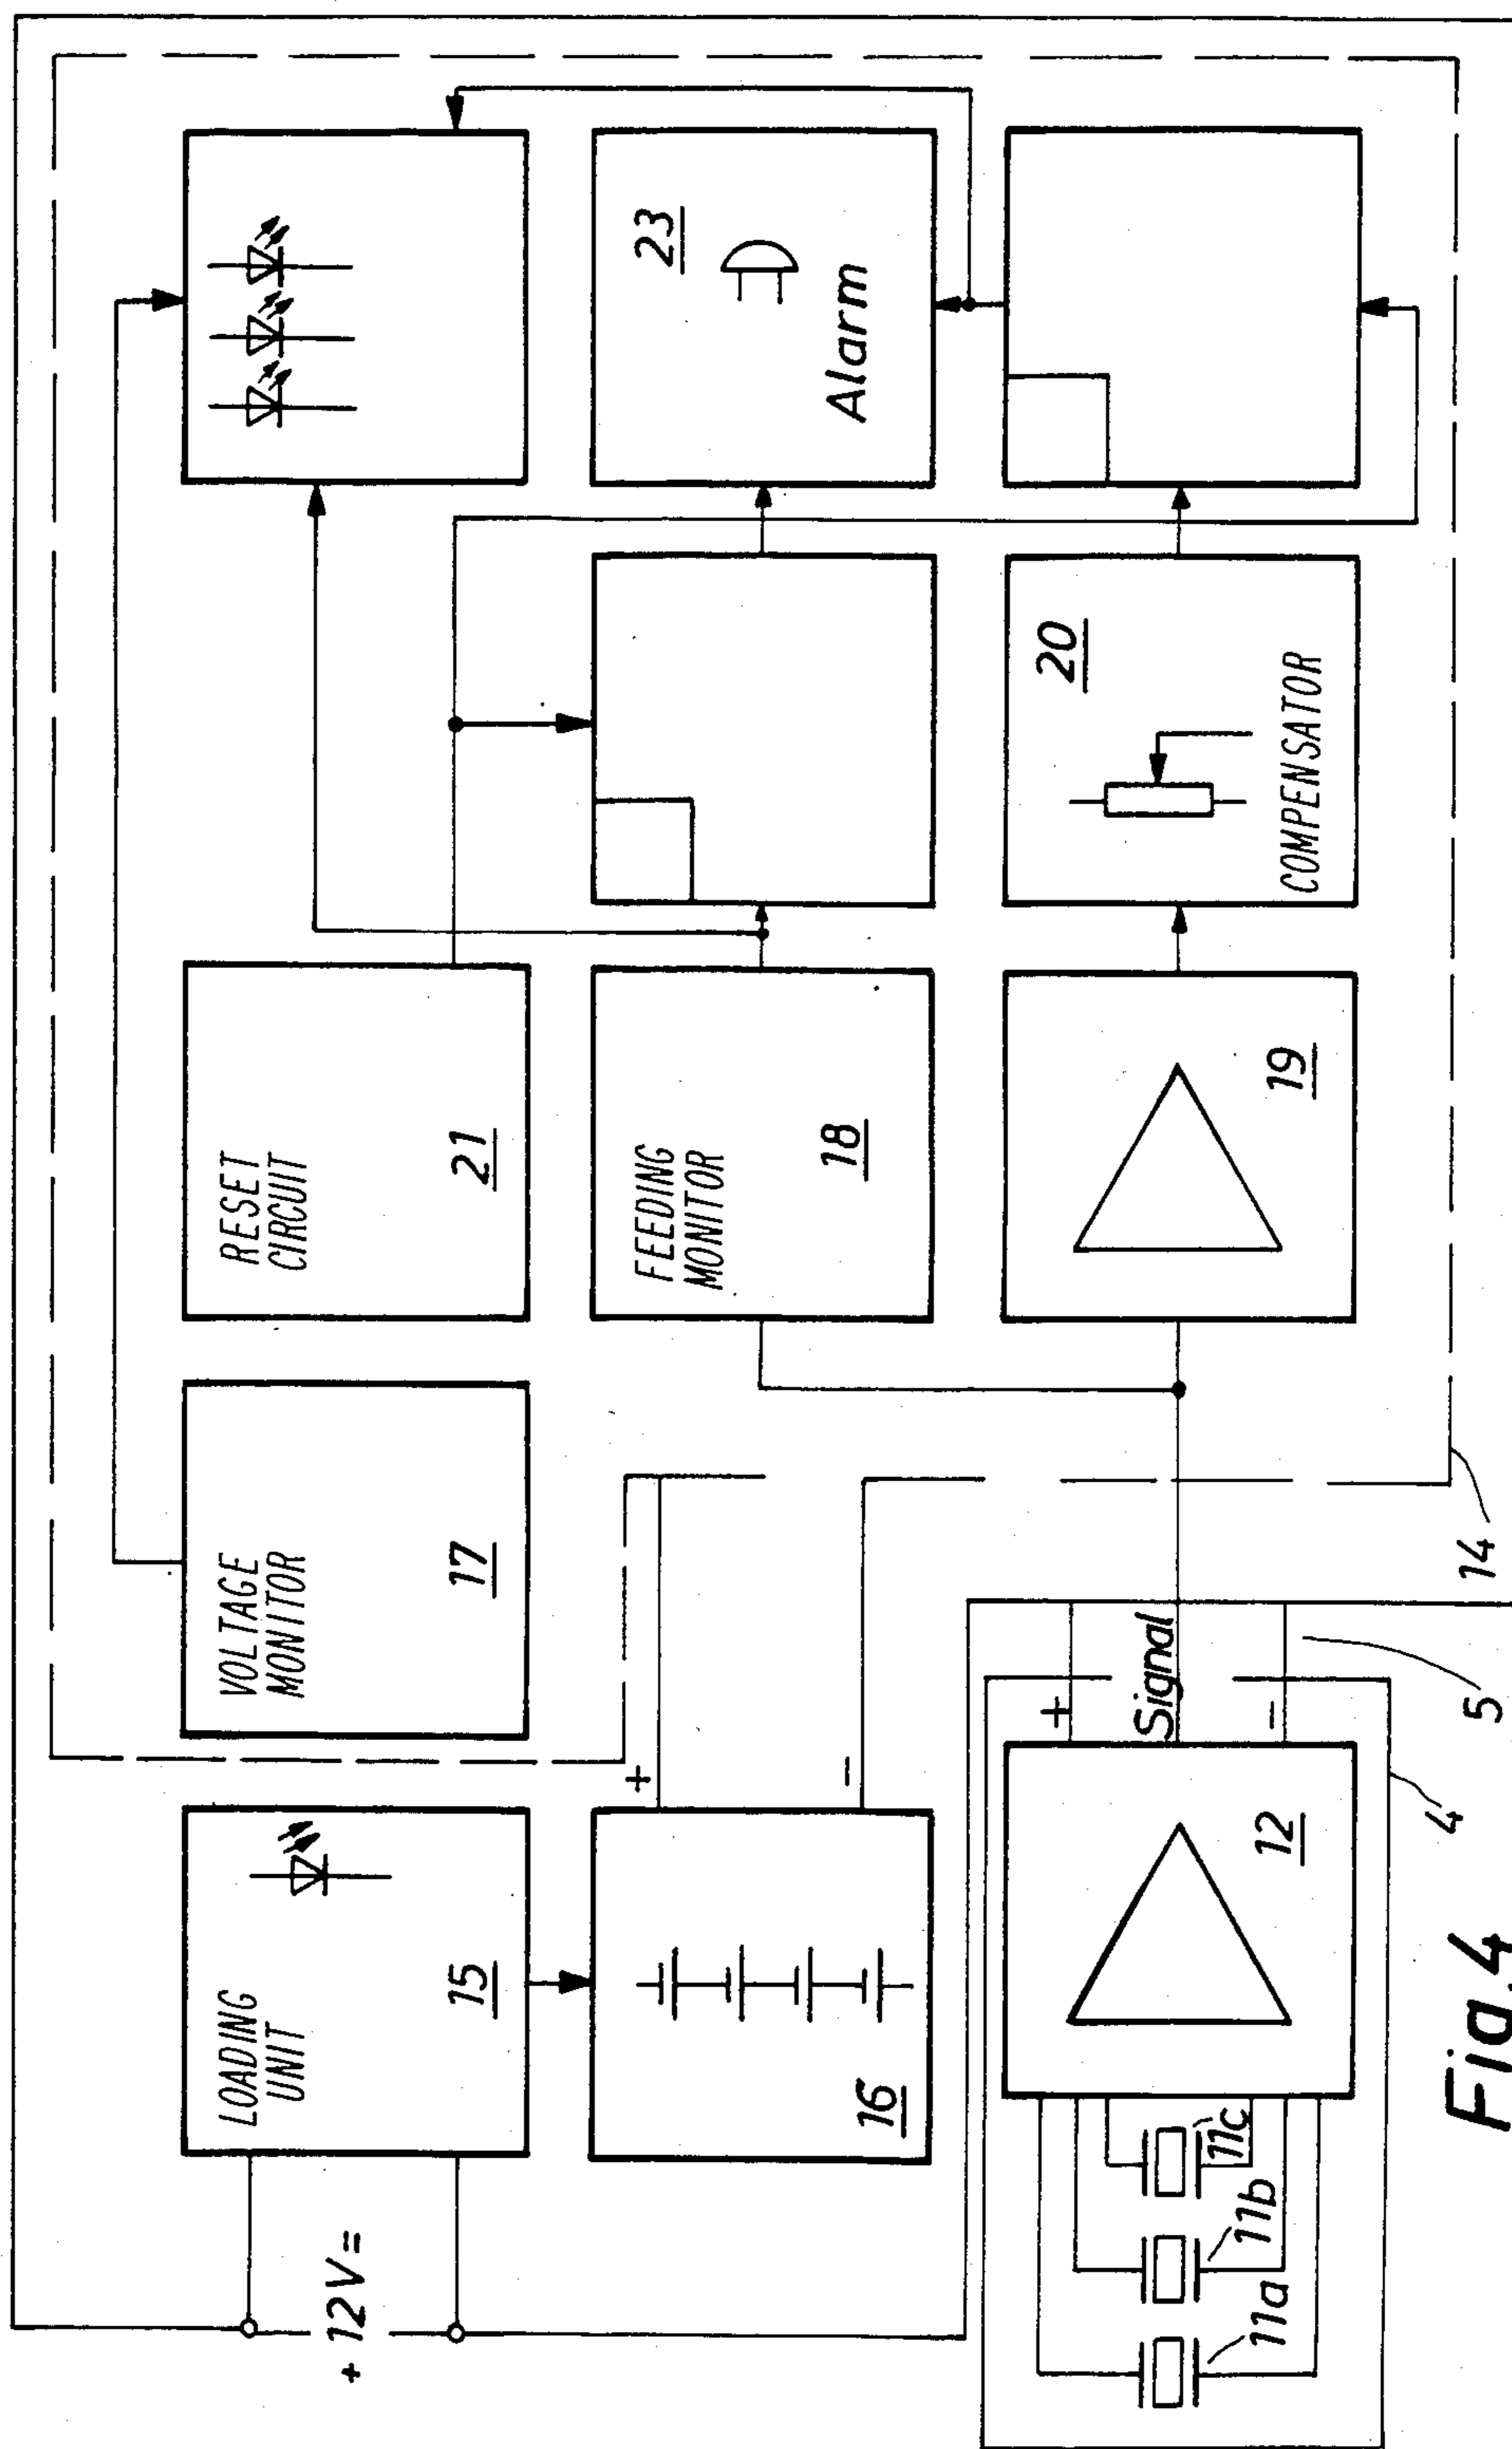 + 12V=
LOADING
UNIT
15
VOLTAGE
MONITOR
17
RESET
CIRCUIT
21
16
+
−
FEEDING
MONITOR
18
23
Alarm
11a
11b
11c
12
+
Signal
−
19
20
COMPENSATOR
4
5
14
Fig.4